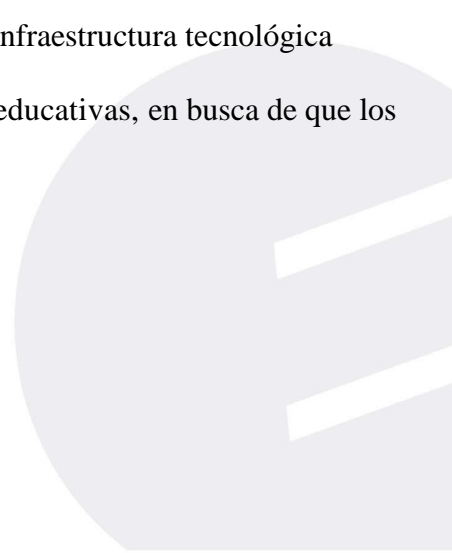 nfraestructura tecnológica
educativas, en busca de que los